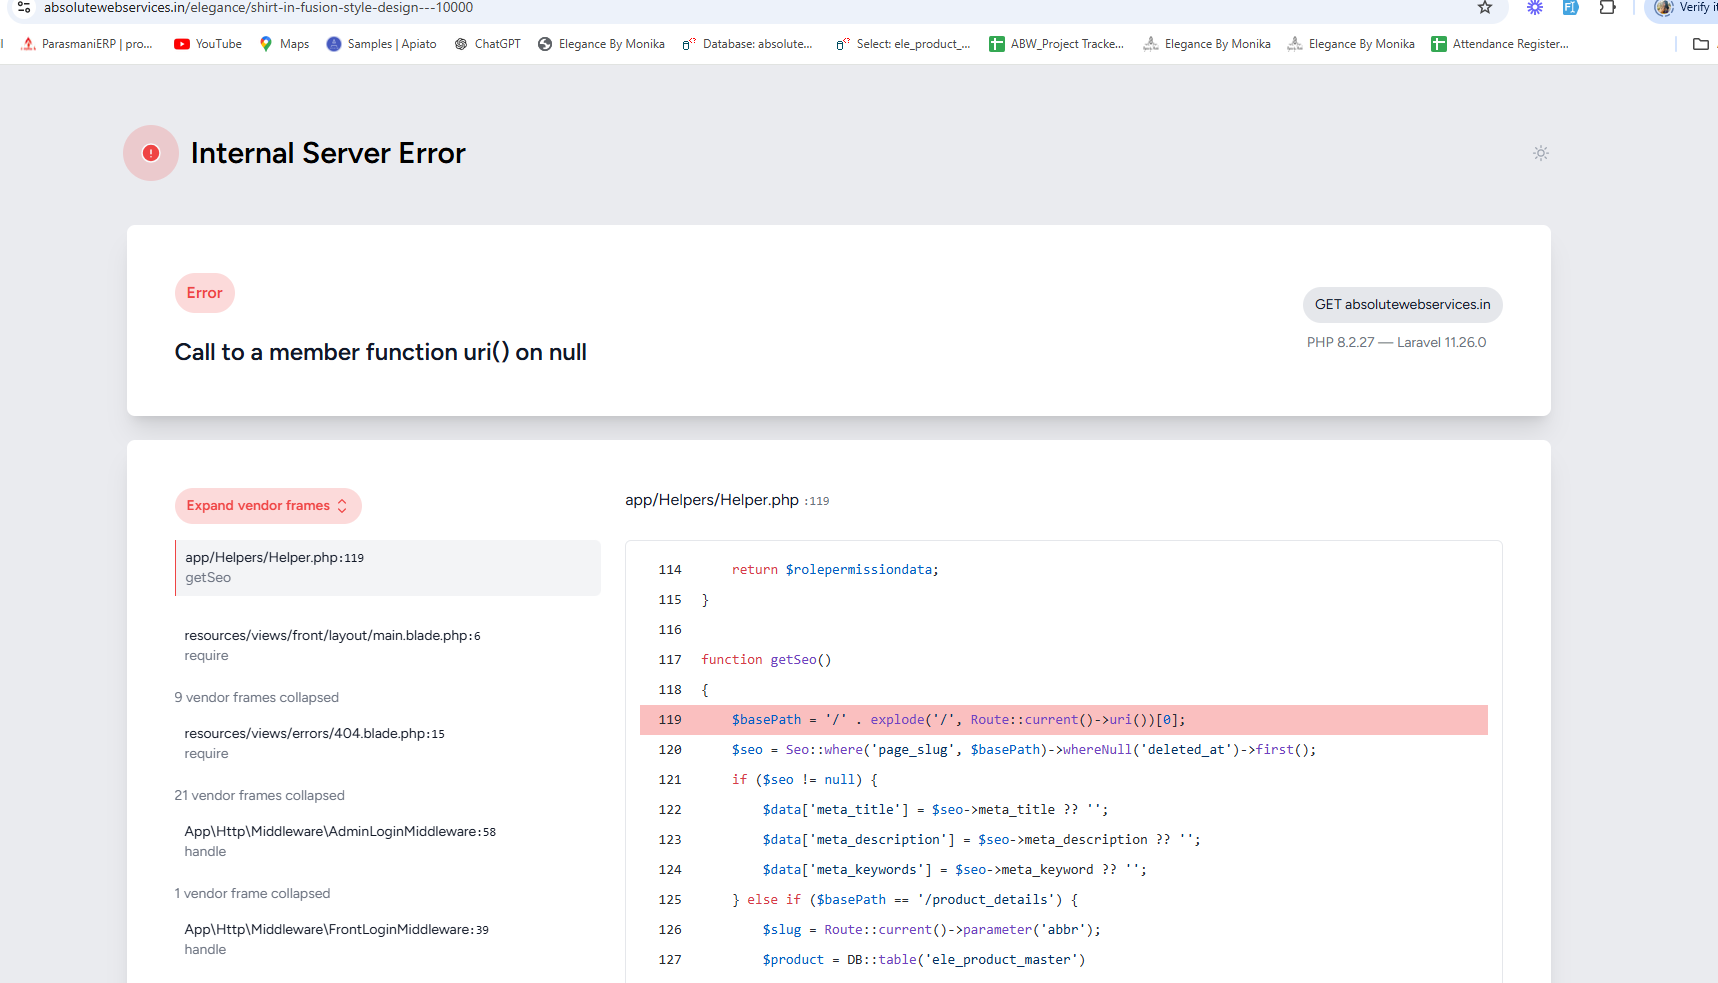 absolutewebservices.in/elegance/shirt-in-fusion-style-design---10000
Verify i
ParasmaniERP | pro... YouTube Maps Samples | Apiato ChatGPT Elegance By Monika Database: absolute... Select: ele_product_... ABW_Project Tracke... Elegance By Monika Elegance By Monika Attendance Register...
Internal Server Error
Error
GET absolutewebservices.in
Call to a member function uri() on null
PHP 8.2.27 — Laravel 11.26.0
Expand vendor frames
app/Helpers/Helper.php:119
getSeo
resources/views/front/layout/main.blade.php:6
require
9 vendor frames collapsed
resources/views/errors/404.blade.php:15
require
21 vendor frames collapsed
App\Http\Middleware\AdminLoginMiddleware:58
handle
1 vendor frame collapsed
App\Http\Middleware\FrontLoginMiddleware:39
handle
app/Helpers/Helper.php :119
114     return $rolepermissiondata;
115 }
116
117 function getSeo()
118 {
119     $basePath = '/' . explode('/', Route::current()->uri())[0];
120     $seo = Seo::where('page_slug', $basePath)->whereNull('deleted_at')->first();
121     if ($seo != null) {
122         $data['meta_title'] = $seo->meta_title ?? '';
123         $data['meta_description'] = $seo->meta_description ?? '';
124         $data['meta_keywords'] = $seo->meta_keyword ?? '';
125     } else if ($basePath == '/product_details') {
126         $slug = Route::current()->parameter('abbr');
127         $product = DB::table('ele_product_master')